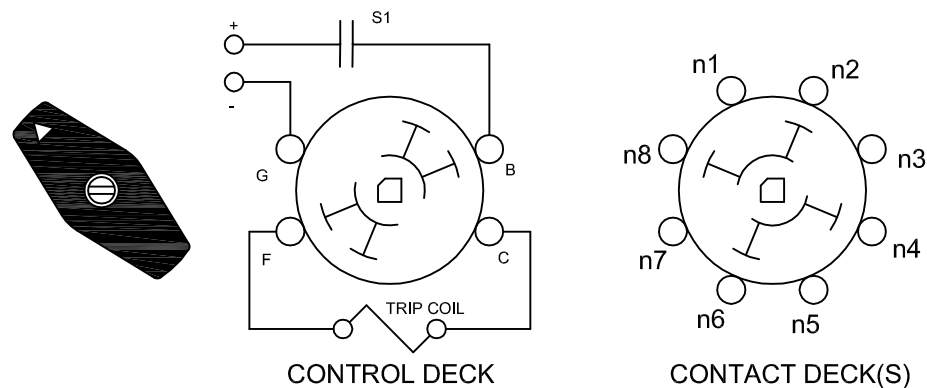 S1
+
-
G
B
F
C
TRIP COIL
CONTROL DECK
n1
n2
n8
n3
n7
n4
n6
n5
CONTACT DECK(S)